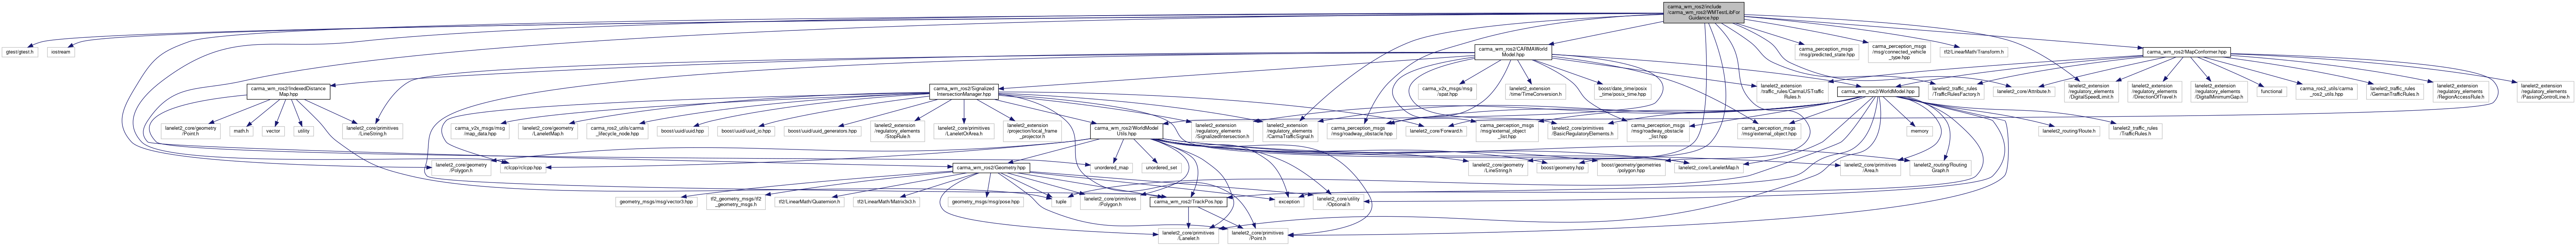 carma_wm_ros2/include
/carma_wm_ros2/WMTestLibFor
Guidance.hpp
gtest/gtest.h
iostream
carma_wm_ros2/CARMAWorld
Model.hpp
carma_perception_msgs
/msg/predicted_state.hpp
carma_perception_msgs
/msg/connected_vehicle
_type.hpp
tf2/LinearMath/Transform.h
carma_wm_ros2/MapConformer.hpp
carma_wm_ros2/IndexedDistance
Map.hpp
carma_wm_ros2/Signalized
IntersectionManager.hpp
carma_v2x_msgs/msg
/spat.hpp
lanelet2_extension
/time/TimeConversion.h
boost/date_time/posix
_time/posix_time.hpp
lanelet2_extension
/traffic_rules/CarmaUSTraffic
Rules.h
carma_wm_ros2/WorldModel.hpp
lanelet2_traffic_rules
/TrafficRulesFactory.h
lanelet2_core/Attribute.h
lanelet2_extension
/regulatory_elements
/DigitalSpeedLimit.h
lanelet2_extension
/regulatory_elements
/DirectionOfTravel.h
lanelet2_extension
/regulatory_elements
/DigitalMinimumGap.h
functional
carma_ros2_utils/carma
_ros2_utils.hpp
lanelet2_traffic_rules
/GermanTrafficRules.h
lanelet2_extension
/regulatory_elements
/RegionAccessRule.h
lanelet2_extension
/regulatory_elements
/PassingControlLine.h
lanelet2_core/geometry
/Point.h
math.h
vector
utility
lanelet2_core/primitives
/LineString.h
carma_v2x_msgs/msg
/map_data.hpp
lanelet2_core/geometry
/LaneletMap.h
carma_ros2_utils/carma
_lifecycle_node.hpp
boost/uuid/uuid.hpp
boost/uuid/uuid_io.hpp
boost/uuid/uuid_generators.hpp
lanelet2_extension
/regulatory_elements
/StopRule.h
lanelet2_core/primitives
/LaneletOrArea.h
lanelet2_extension
/projection/local_frame
_projector.h
carma_wm_ros2/WorldModel
Utils.hpp
lanelet2_extension
/regulatory_elements
/SignalizedIntersection.h
lanelet2_extension
/regulatory_elements
/CarmaTrafficSignal.h
carma_perception_msgs
/msg/roadway_obstacle.hpp
lanelet2_core/Forward.h
carma_perception_msgs
/msg/external_object
_list.hpp
lanelet2_core/primitives
/BasicRegulatoryElements.h
carma_perception_msgs
/msg/roadway_obstacle
_list.hpp
carma_perception_msgs
/msg/external_object.hpp
memory
lanelet2_routing/Route.h
lanelet2_traffic_rules
/TrafficRules.h
lanelet2_core/geometry
/Polygon.h
rclcpp/rclcpp.hpp
carma_wm_ros2/Geometry.hpp
unordered_map
unordered_set
lanelet2_core/geometry
/LineString.h
boost/geometry.hpp
boost/geometry/geometries
/polygon.hpp
lanelet2_core/LaneletMap.h
lanelet2_core/primitives
/Area.h
lanelet2_routing/Routing
Graph.h
geometry_msgs/msg/vector3.hpp
tf2_geometry_msgs/tf2
_geometry_msgs.h
tf2/LinearMath/Quaternion.h
tf2/LinearMath/Matrix3x3.h
geometry_msgs/msg/pose.hpp
tuple
lanelet2_core/primitives
/Polygon.h
carma_wm_ros2/TrackPos.hpp
exception
lanelet2_core/utility
/Optional.h
lanelet2_core/primitives
/Lanelet.h
lanelet2_core/primitives
/Point.h